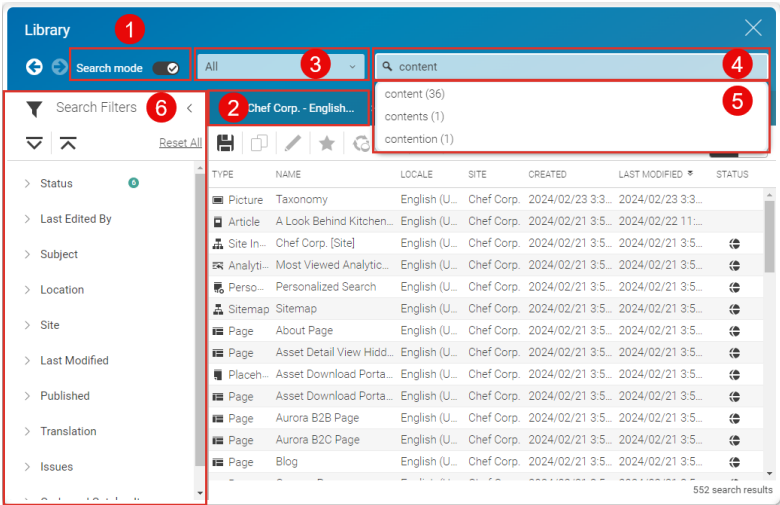 Library
1
Search mode
All
3
content
4
Search Filters
6
2
Chef Corp. - English...
content (36)
5
contents (1)
contention (1)
Reset All
TYPE NAME LOCALE SITE CREATED LAST MODIFIED STATUS
Status 6
Last Edited By
Subject
Location
Site
Last Modified
Published
Translation
Issues
Picture Taxonomy English (U... Chef Corp. 2024/02/23 3:3... 2024/02/23 3:3...
Article A Look Behind Kitchen... English (U... Chef Corp. 2024/02/21 3:5... 2024/02/22 11:...
Site In... Chef Corp. [Site] English (U... Chef Corp. 2024/02/21 3:5... 2024/02/21 3:5...
Analyti... Most Viewed Analytic... English (U... Chef Corp. 2024/02/21 3:5... 2024/02/21 3:5...
Perso... Personalized Search English (U... Chef Corp. 2024/02/21 3:5... 2024/02/21 3:5...
Sitemap Sitemap English (U... Chef Corp. 2024/02/21 3:5... 2024/02/21 3:5...
Page About Page English (U... Chef Corp. 2024/02/21 3:5... 2024/02/21 3:5...
Page Asset Detail View Hidd... English (U... Chef Corp. 2024/02/21 3:5... 2024/02/21 3:5...
Placeh... Asset Download Porta... English (U... Chef Corp. 2024/02/21 3:5... 2024/02/21 3:5...
Page Asset Download Porta... English (U... Chef Corp. 2024/02/21 3:5... 2024/02/21 3:5...
Page Aurora B2B Page English (U... Chef Corp. 2024/02/21 3:5... 2024/02/21 3:5...
Page Aurora B2C Page English (U... Chef Corp. 2024/02/21 3:5... 2024/02/21 3:5...
Page Blog English (U... Chef Corp. 2024/02/21 3:5... 2024/02/21 3:5...
552 search results